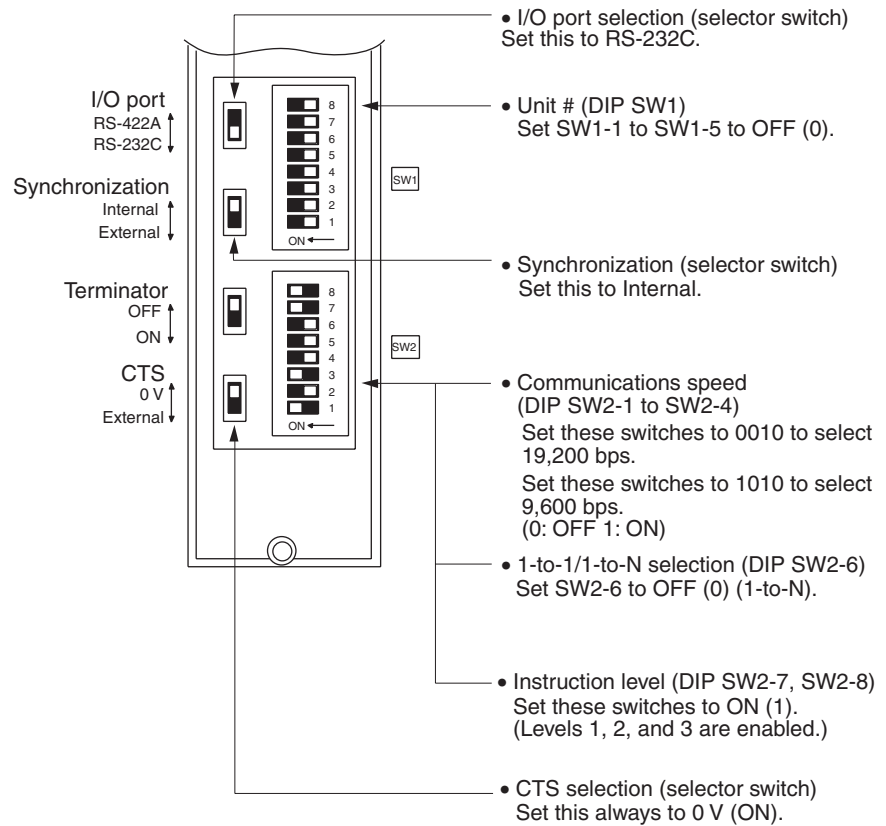 • I/O port selection (selector switch)
Set this to RS-232C.
I/O port
RS-422A
RS-232C
8
7
6
5
4
3
2
1
ON
SW1
• Unit # (DIP SW1)
Set SW1-1 to SW1-5 to OFF (0).
Synchronization
Internal
External
• Synchronization (selector switch)
Set this to Internal.
Terminator
OFF
ON
8
7
6
5
4
3
2
1
ON
SW2
CTS
0 V
External
• Communications speed
(DIP SW2-1 to SW2-4)
Set these switches to 0010 to select
19,200 bps.
Set these switches to 1010 to select
9,600 bps.
(0: OFF 1: ON)
• 1-to-1/1-to-N selection (DIP SW2-6)
Set SW2-6 to OFF (0) (1-to-N).
• Instruction level (DIP SW2-7, SW2-8)
Set these switches to ON (1).
(Levels 1, 2, and 3 are enabled.)
• CTS selection (selector switch)
Set this always to 0 V (ON).